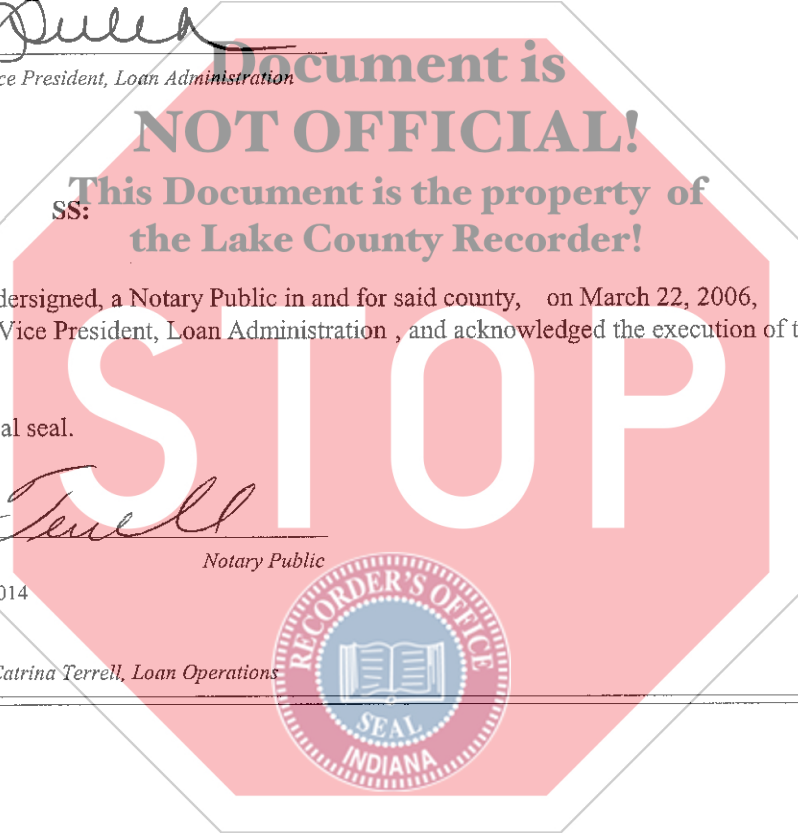 Document is
ce President, Loan Administration
NOT OFFICIAL!
This Document is the property of
SS:
the Lake County Recorder!
dersigned, a Notary Public in and for said county, on March 22, 2006,
Vice President, Loan Administration , and acknowledged the execution of t
STOP
al seal.
Terrell
Notary Public
014
Catrina Terrell, Loan Operations
RECORDER'S OFFICE
SEAL
INDIANA